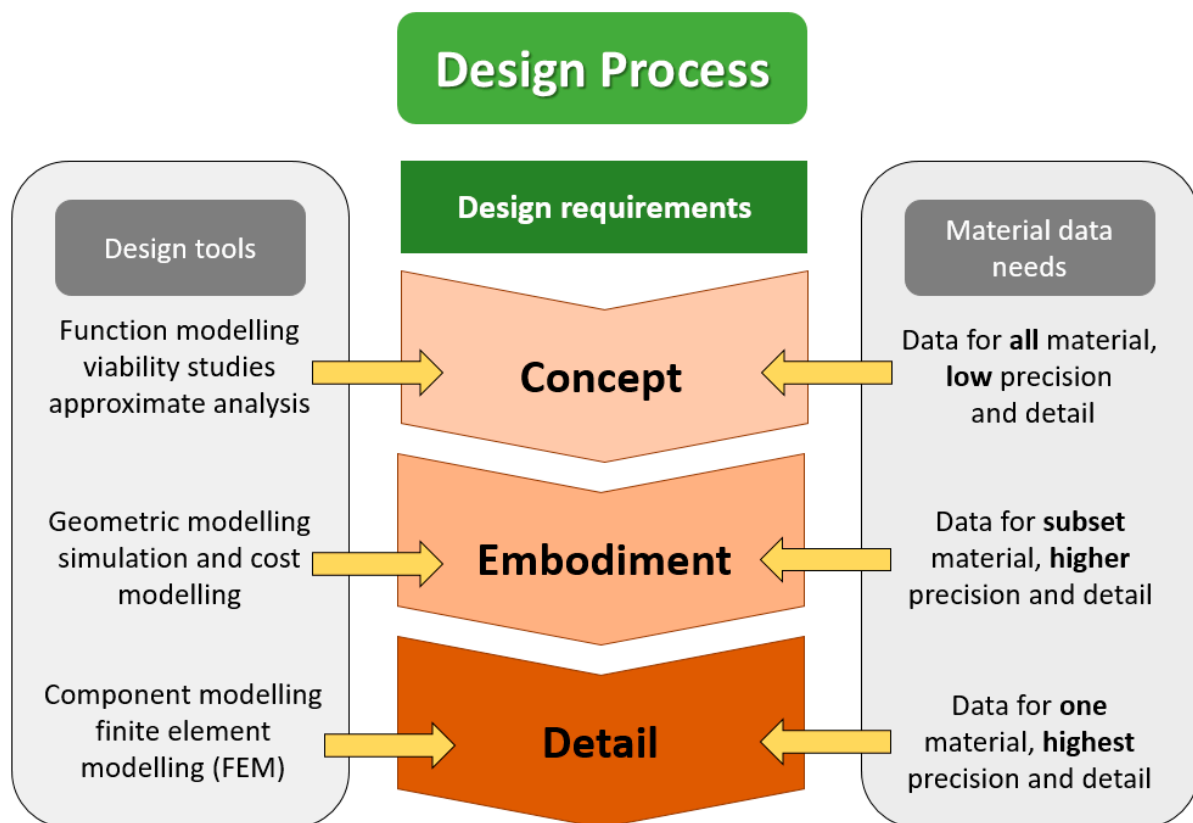 Design Process
Design requirements
Design tools
Function modelling
viability studies
approximate analysis
Geometric modelling
simulation and cost
modelling
Component modelling
finite element
modelling (FEM)
Concept
Embodiment
Detail
Material data
needs
Data for all material,
low precision
and detail
Data for subset
material, higher
precision and detail
Data for one
material, highest
precision and detail